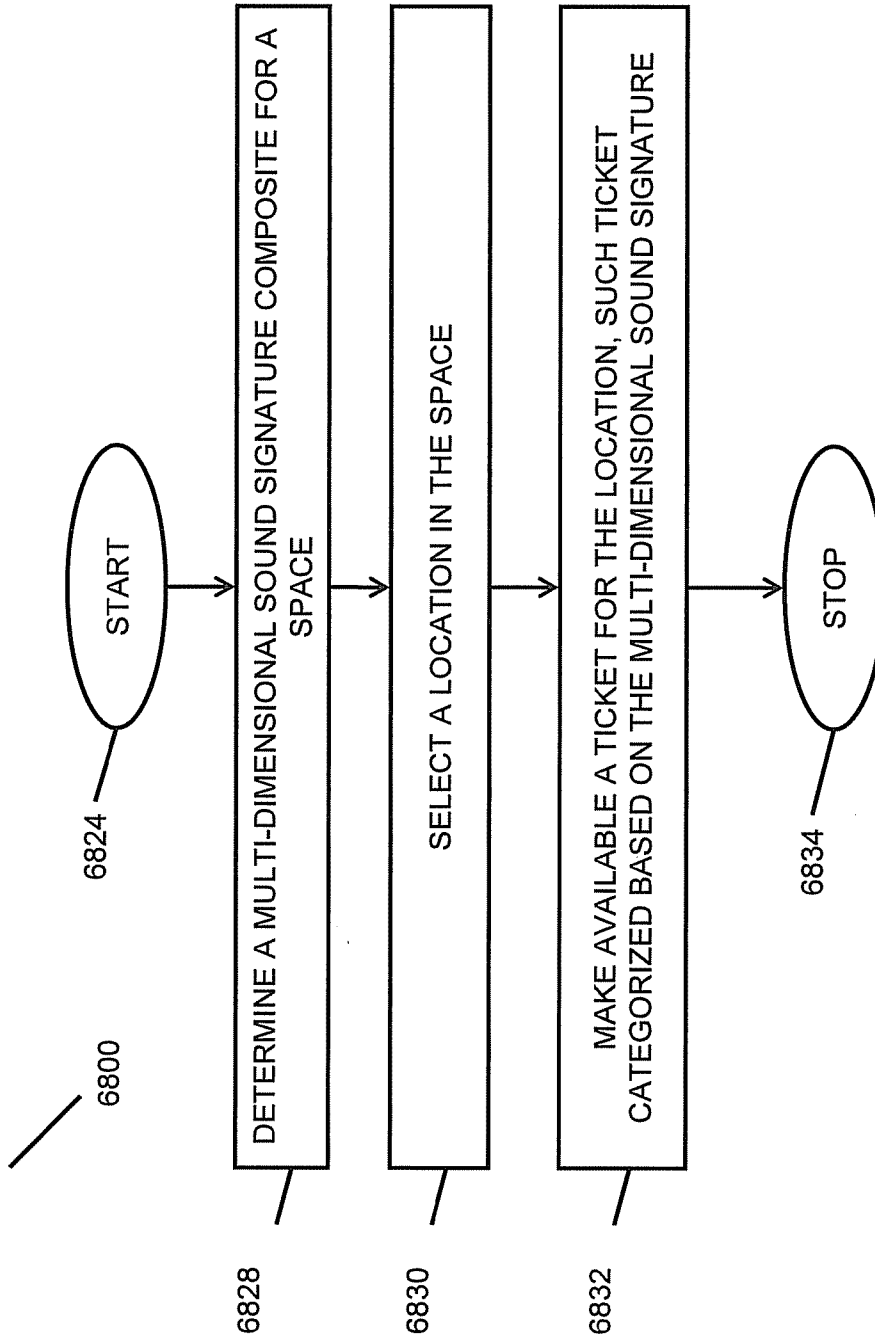 6800
6824
START
6828
DETERMINE A MULTI-DIMENSIONAL SOUND SIGNATURE COMPOSITE FOR A
SPACE
6830
SELECT A LOCATION IN THE SPACE
6832
MAKE AVAILABLE A TICKET FOR THE LOCATION, SUCH TICKET
CATEGORIZED BASED ON THE MULTI-DIMENSIONAL SOUND SIGNATURE
6834
STOP